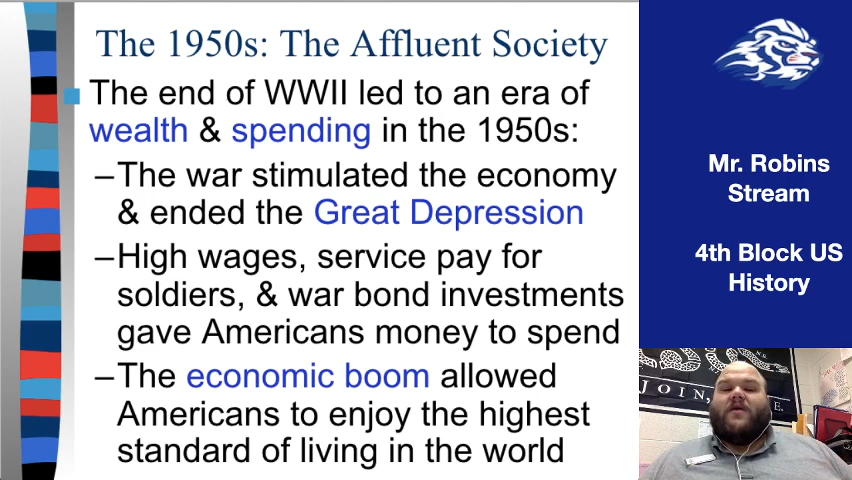 The 1950s: The Affluent Society
The end of WWII led to an era of
wealth & spending in the 1950s:
–The war stimulated the economy
& ended the Great Depression
–High wages, service pay for
soldiers, & war bond investments
gave Americans money to spend
–The economic boom allowed
Americans to enjoy the highest
standard of living in the world
Mr. Robins
Stream
4th Block US
History
JOIN,
E.